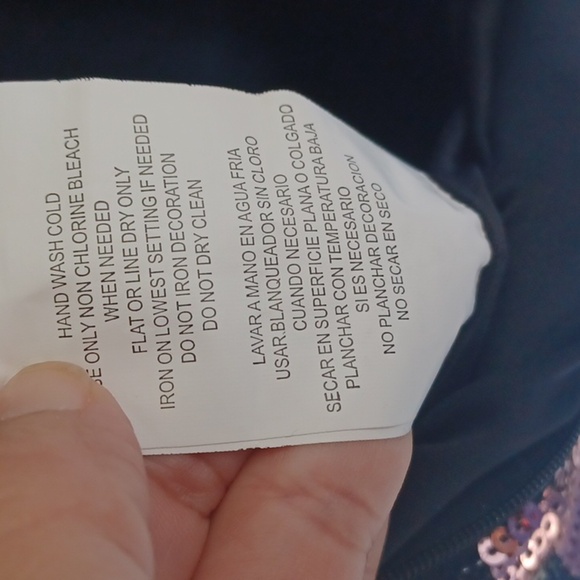 HAND WASH COLD
SE ONLY NON CHLORINE BLEACH
WHEN NEEDED
FLAT OR LINE DRY ONLY
IRON ON LOWEST SETTING IF NEEDED
DO NOT IRON DECORATION
DO NOT DRY CLEAN
LAVAR A MANO EN AGUA FRIA
USAR.BLANQUEADOR SIN CLORO
CUANDO NECESARIO
SECAR EN SUPERFICIE PLANA O COLGADO
PLANCHAR CON TEMPERATURA BAJA
SI ES NECESARIO
NO PLANCHAR DECORACION
NO SECAR EN SECO